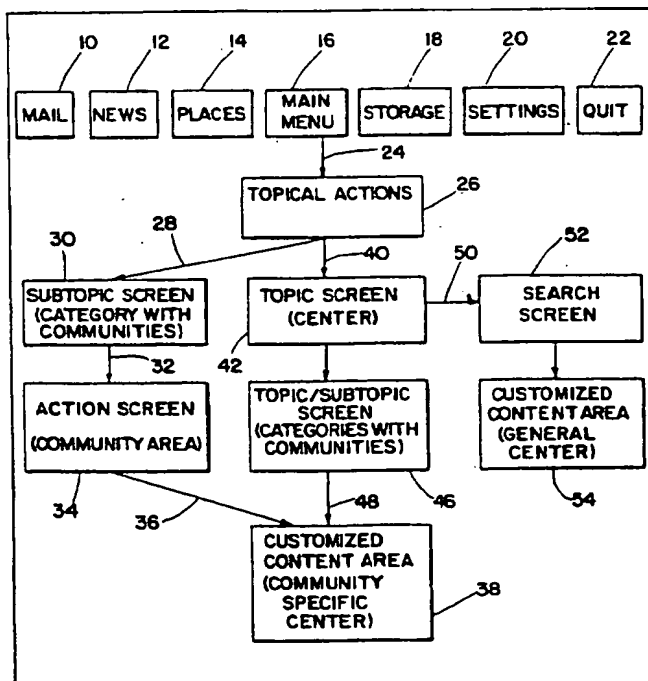 10 12 14 16 18 20 22
MAIL NEWS PLACES MAIN MENU STORAGE SETTINGS QUIT
24
TOPICAL ACTIONS
26
28
30
40
50
52
SUBTOPIC SCREEN
(CATEGORY WITH
COMMUNITIES)
TOPIC SCREEN
(CENTER)
SEARCH
SCREEN
32
42
ACTION SCREEN
(COMMUNITY AREA)
TOPIC/SUBTOPIC
SCREEN
(CATEGORIES WITH
COMMUNITIES)
CUSTOMIZED
CONTENT AREA
(GENERAL
CENTER)
34
36
48
46
54
CUSTOMIZED
CONTENT AREA
(COMMUNITY
SPECIFIC
CENTER)
38